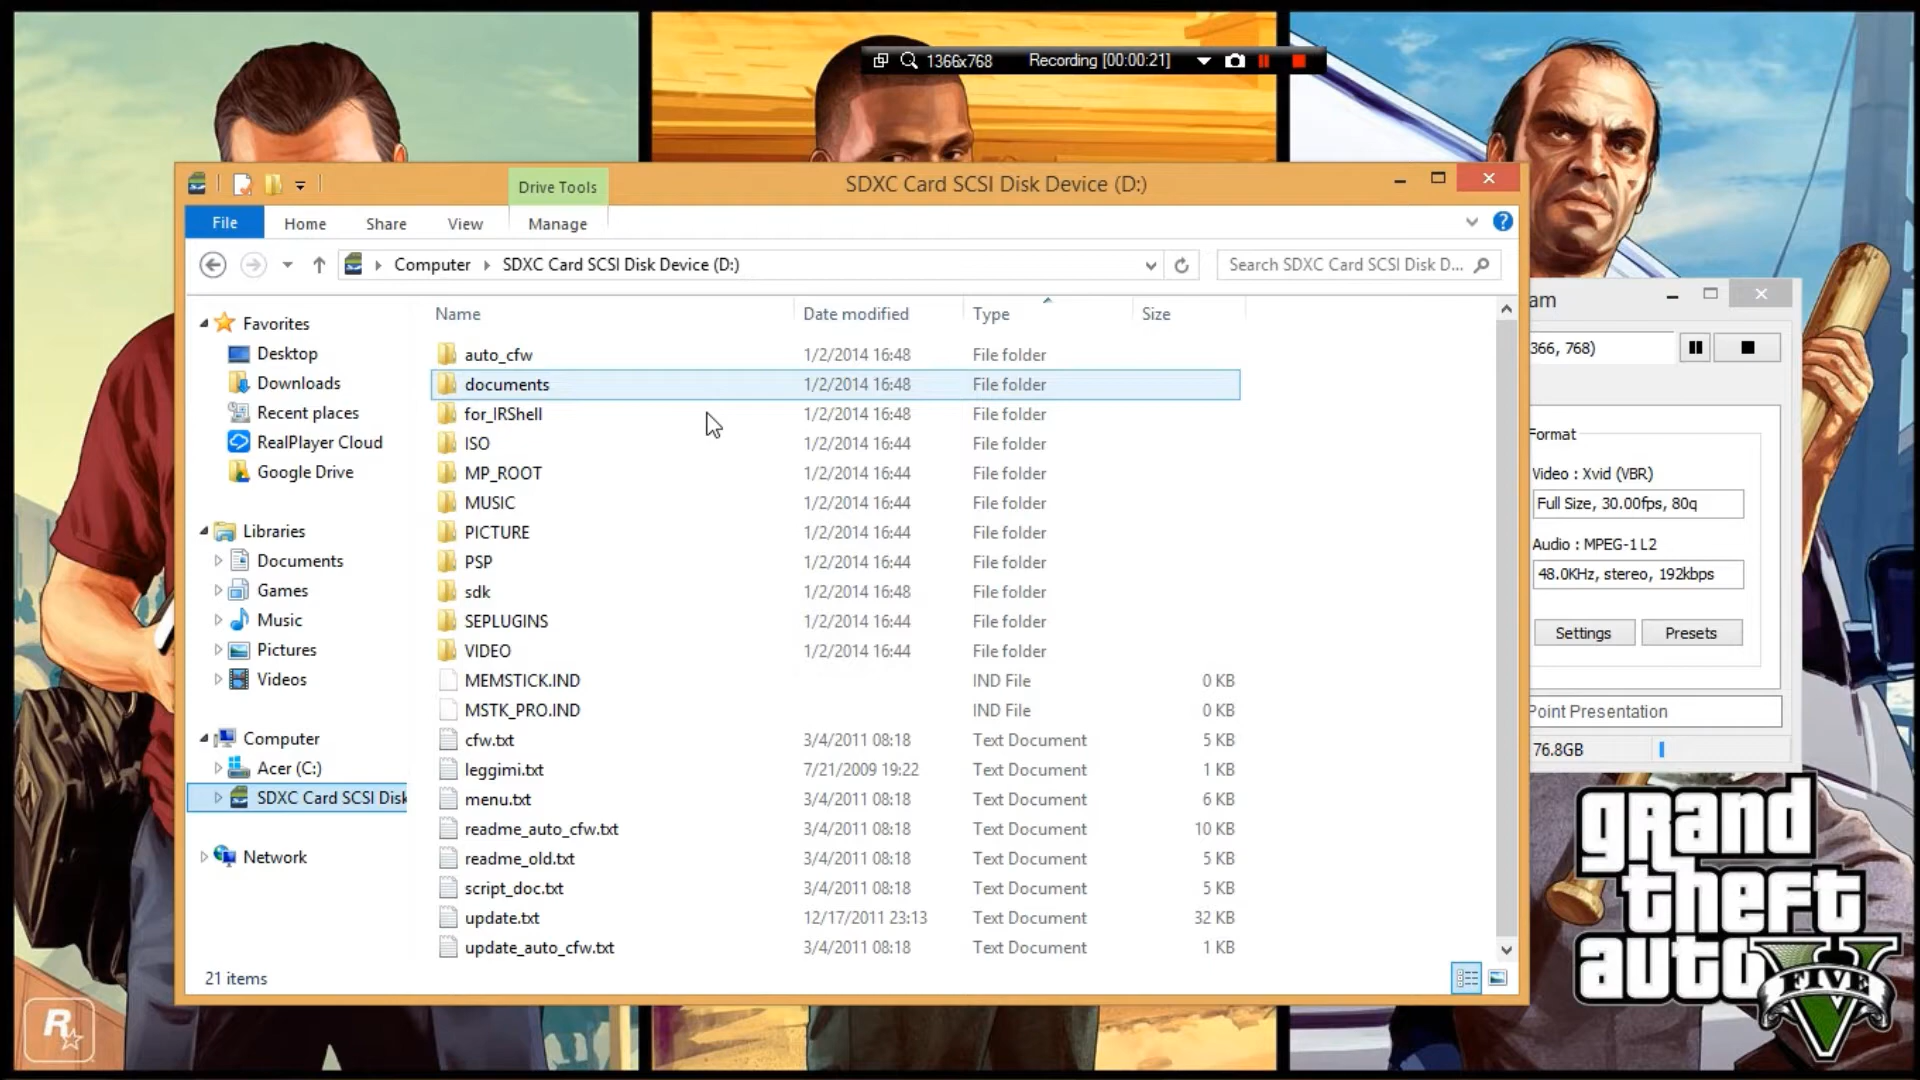 1366x768 Recording [00:00:21]
Drive Tools
SDXC Card SCSI Disk Device (D:)
File Home Share View Manage
Computer SDXC Card SCSI Disk Device (D:)
Search SDXC Card SCSI Disk D...
Name Date modified Type Size
Favorites
Desktop
Downloads
Recent places
RealPlayer Cloud
Google Drive
Libraries
Documents
Games
Music
Pictures
Videos
Computer
Acer (C:)
SDXC Card SCSI Disk
Network
auto_cfw 1/2/2014 16:48 File folder
documents 1/2/2014 16:48 File folder
for_IRShell 1/2/2014 16:48 File folder
ISO 1/2/2014 16:44 File folder
MP_ROOT 1/2/2014 16:44 File folder
MUSIC 1/2/2014 16:44 File folder
PICTURE 1/2/2014 16:44 File folder
PSP 1/2/2014 16:44 File folder
sdk 1/2/2014 16:48 File folder
SEPLUGINS 1/2/2014 16:44 File folder
VIDEO 1/2/2014 16:44 File folder
MEMSTICK.IND IND File 0 KB
MSTK_PRO.IND IND File 0 KB
cfw.txt 3/4/2011 08:18 Text Document 5 KB
leggimi.txt 7/21/2009 19:22 Text Document 1 KB
menu.txt 3/4/2011 08:18 Text Document 6 KB
readme_auto_cfw.txt 3/4/2011 08:18 Text Document 10 KB
readme_old.txt 3/4/2011 08:18 Text Document 5 KB
script_doc.txt 3/4/2011 08:18 Text Document 5 KB
update.txt 12/17/2011 23:13 Text Document 32 KB
update_auto_cfw.txt 3/4/2011 08:18 Text Document 1 KB
21 items
am
366, 768)
Format
Video : Xvid (VBR)
Full Size, 30.00fps, 80q
Audio : MPEG-1 L2
48.0KHz, stereo, 192kbps
Settings Presets
Point Presentation
76.8GB
grand
theft
auto
FIVE
R